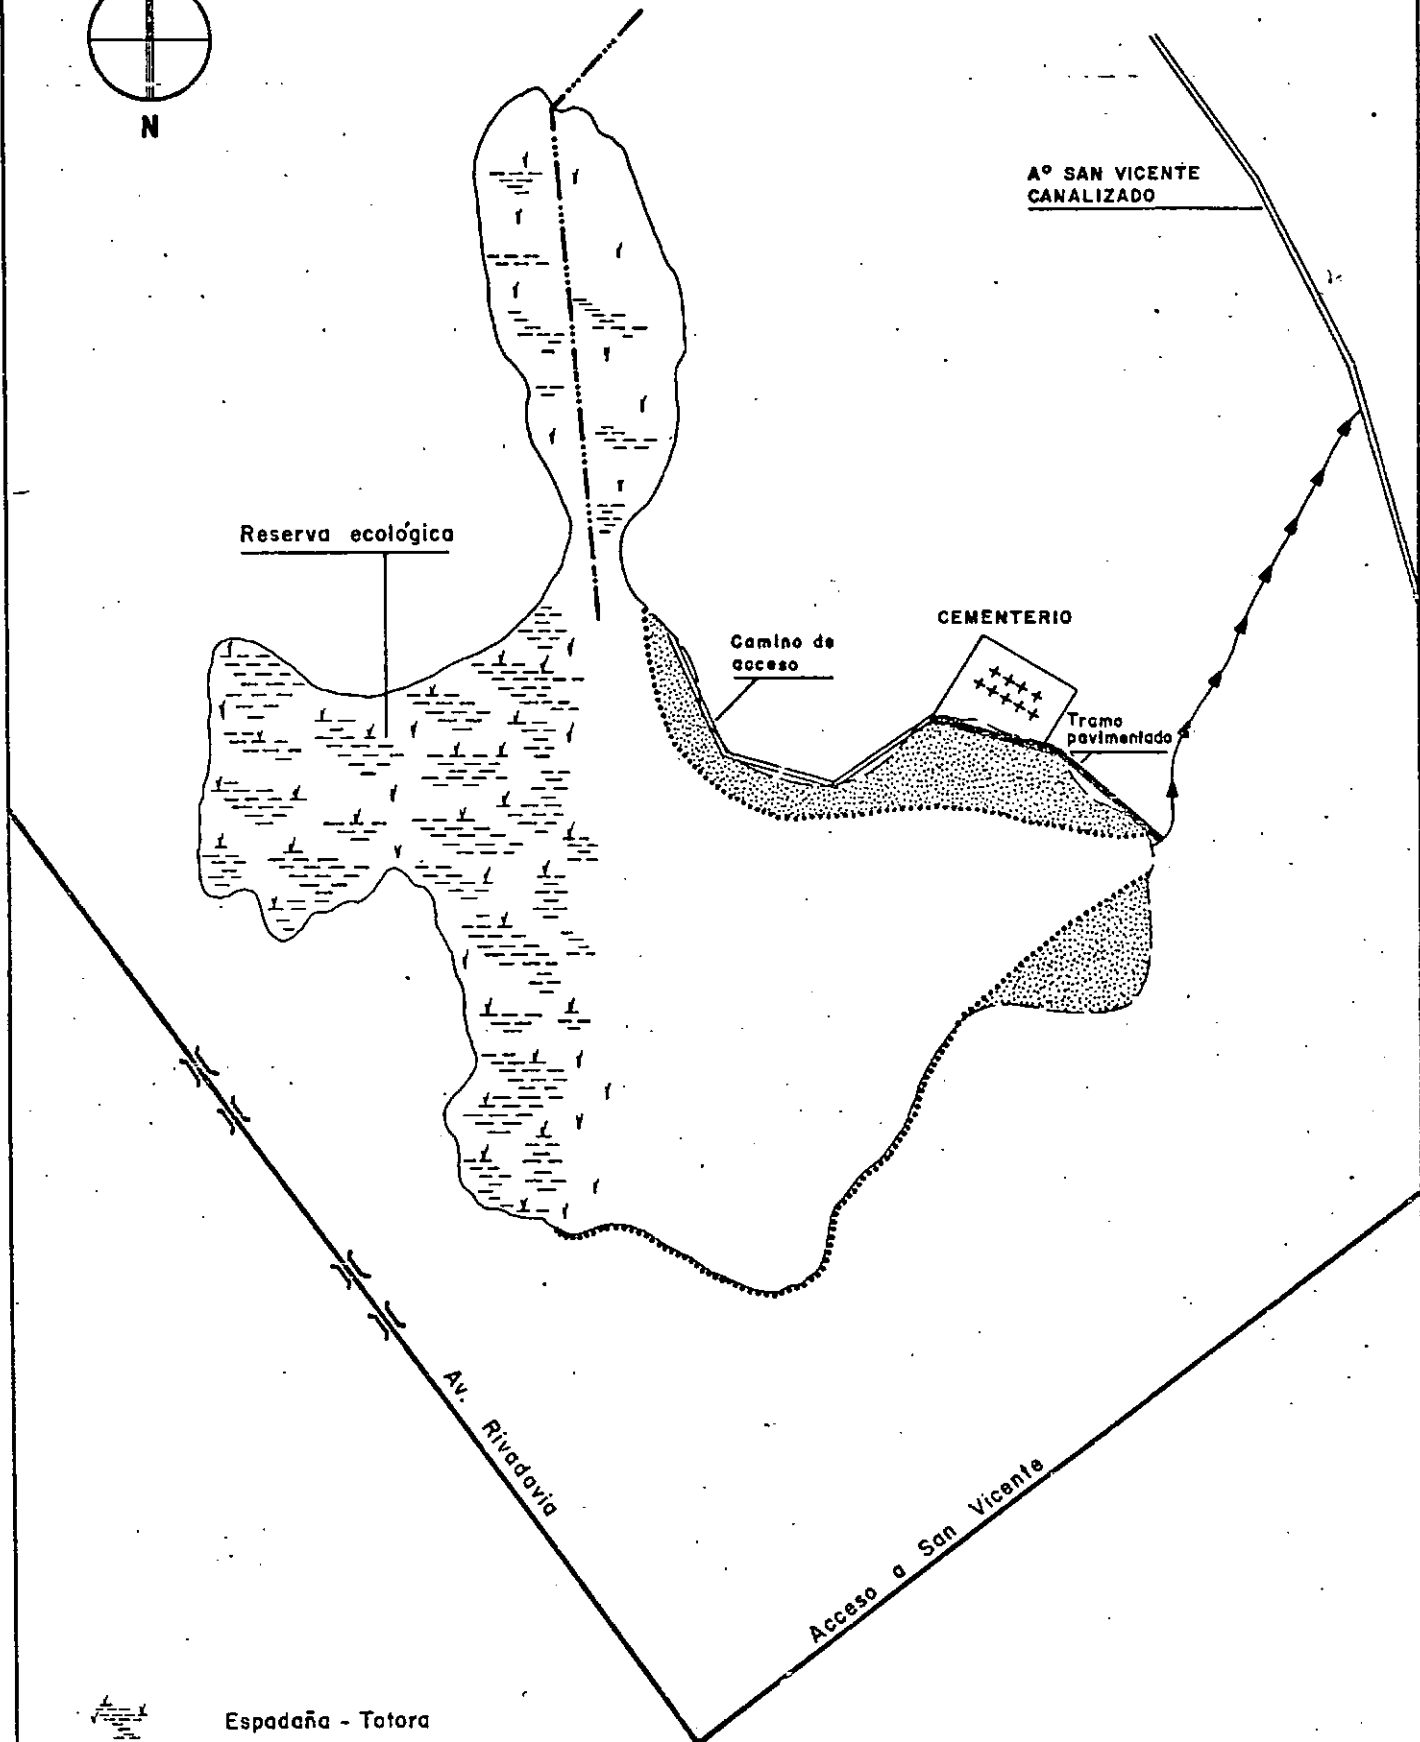 N
Aº SAN VICENTE
CANALIZADO
Reserva ecológica
CEMENTERIO
Camino de
acceso
Tramo
pavimentado
Av. Rivadavia
Acceso a San Vicente
Espadaña - Totora